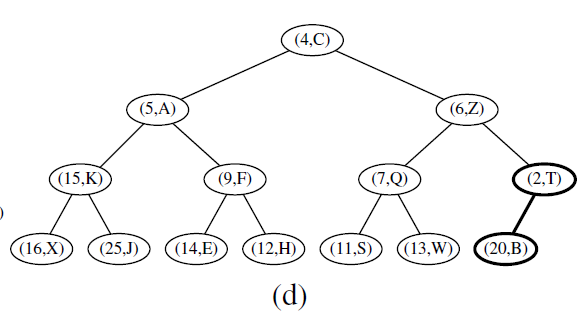 (4,C)
(5,A) (6,Z)
(15,K) (9,F) (7,Q) (2,T)
) (16,X) (25,J) (14,E) (12,H) (11,S) (13,W) (20,B)
(d)